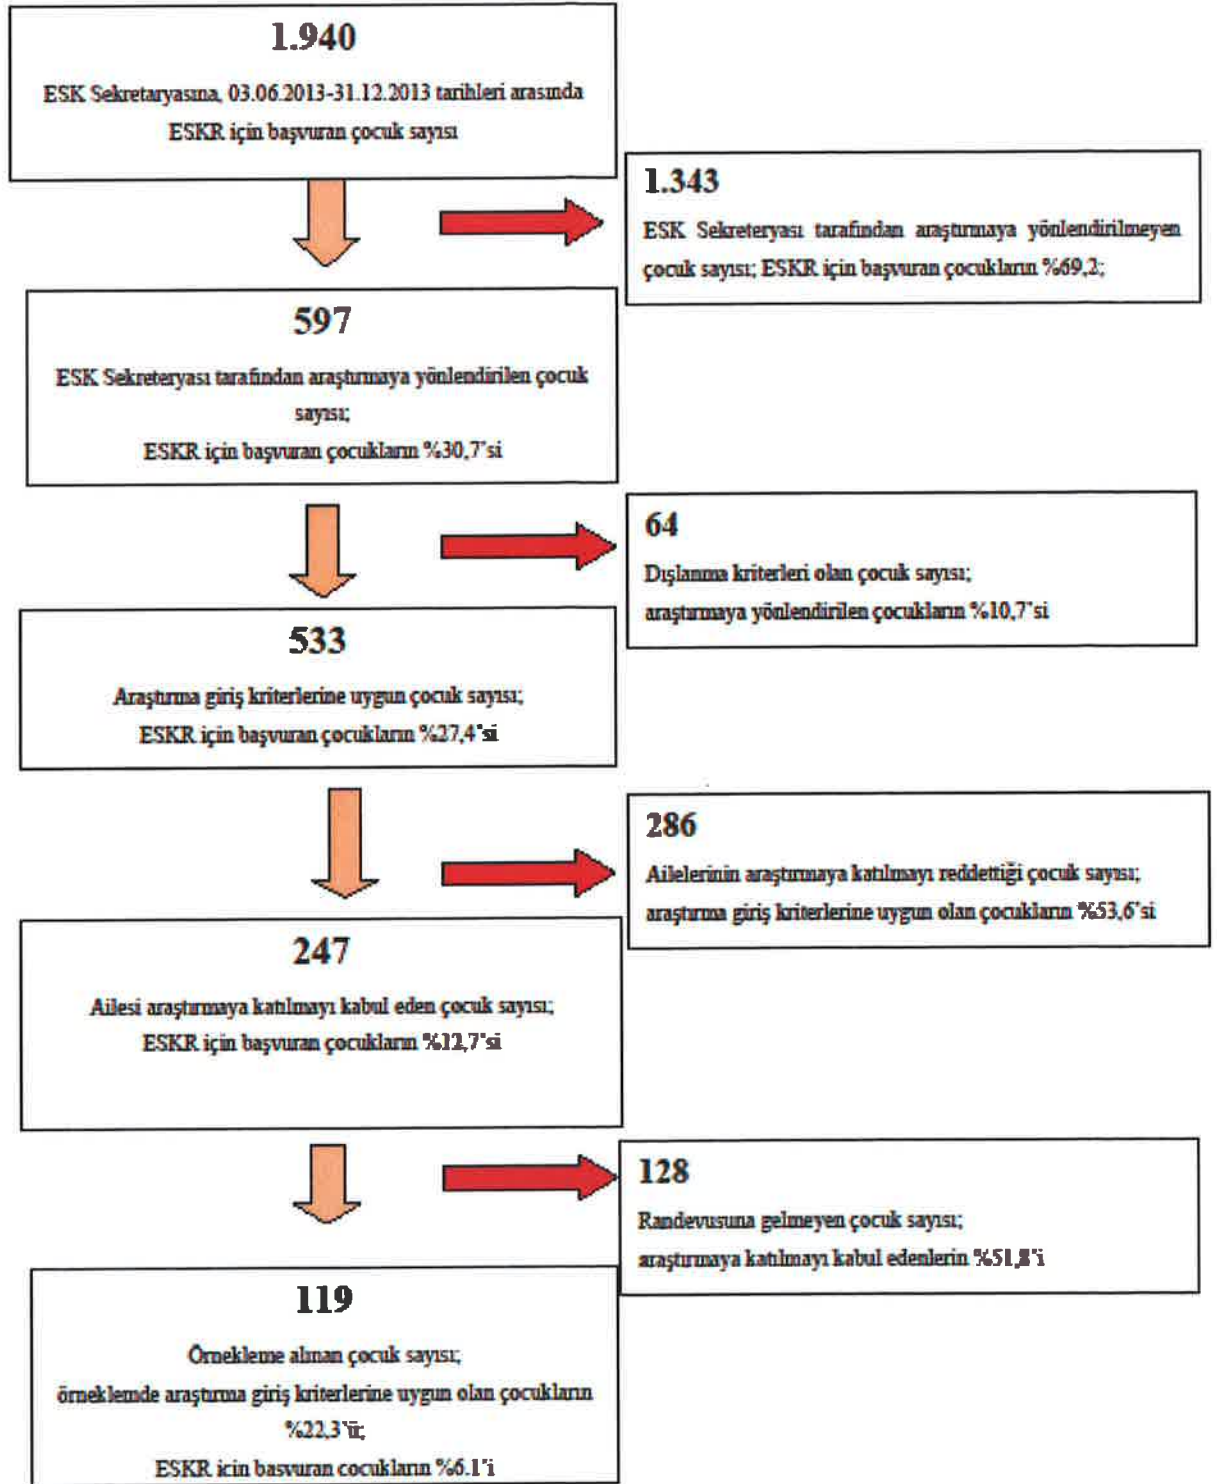 1.940
ESK Sekretaryasına, 03.06.2013-31.12.2013 tarihleri arasında
ESKR için başvuran çocuk sayısı
1.343
ESK Sekreteryası tarafından araştırmaya yönlendirilmeyen
çocuk sayısı; ESKR için başvuran çocukların %69,2;
597
ESK Sekreteryası tarafından araştırmaya yönlendirilen çocuk
sayısı;
ESKR için başvuran çocukların %30,7'si
64
Dışlanma kriterleri olan çocuk sayısı;
araştırmaya yönlendirilen çocukların %10,7'si
533
Araştırma giriş kriterlerine uygun çocuk sayısı;
ESKR için başvuran çocukların %27,4'si
286
Ailelerinin araştırmaya katılmayı reddettiği çocuk sayısı;
araştırma giriş kriterlerine uygun olan çocukların %53,6'si
247
Ailesi araştırmaya katılmayı kabul eden çocuk sayısı;
ESKR için başvuran çocukların %12,7'si
128
Randevusuna gelmeyen çocuk sayısı;
araştırmaya katılmayı kabul edenlerin %51,8'i
119
Örnekleme alınan çocuk sayısı;
örneklemde araştırma giriş kriterlerine uygun olan çocukların
%22,3'ü;
ESKR için başvuran çocukların %6.1'i